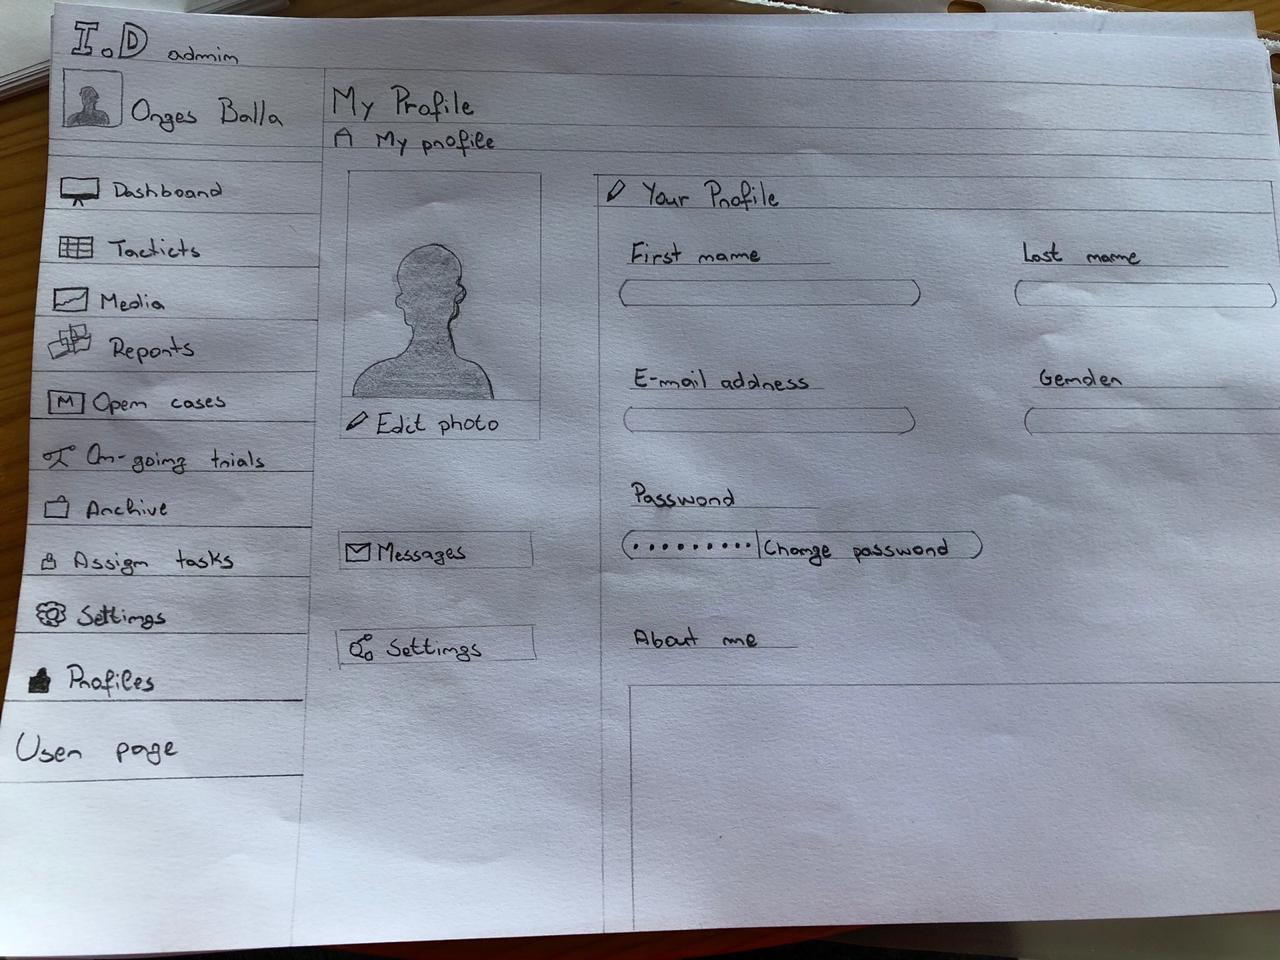 I.D admin
Onges Balla
Dashboard
Tacticts
Media
Reports
M Open cases
On-going trials
Archive
Assign tasks
Settings
Profiles
User page
My Profile
My profile
Edit photo
Messages
Settings
Your Profile
First name
Last name
E-mail address
Gender
Password
Change password
About me